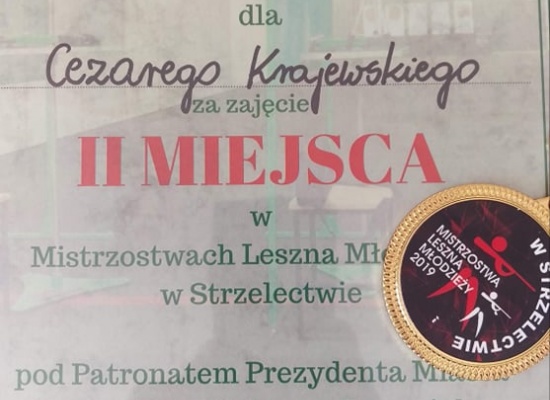 dla
Cezarego Krajewskiego
za zajęcie
II MIEJSCA
w
Mistrzostwach Leszna
w Strzelectwie
pod Patronatem Prezydenta
MISTRZOSTWA
LESZNA
MŁODZIEŻY
2019
W STRZELECTWIE